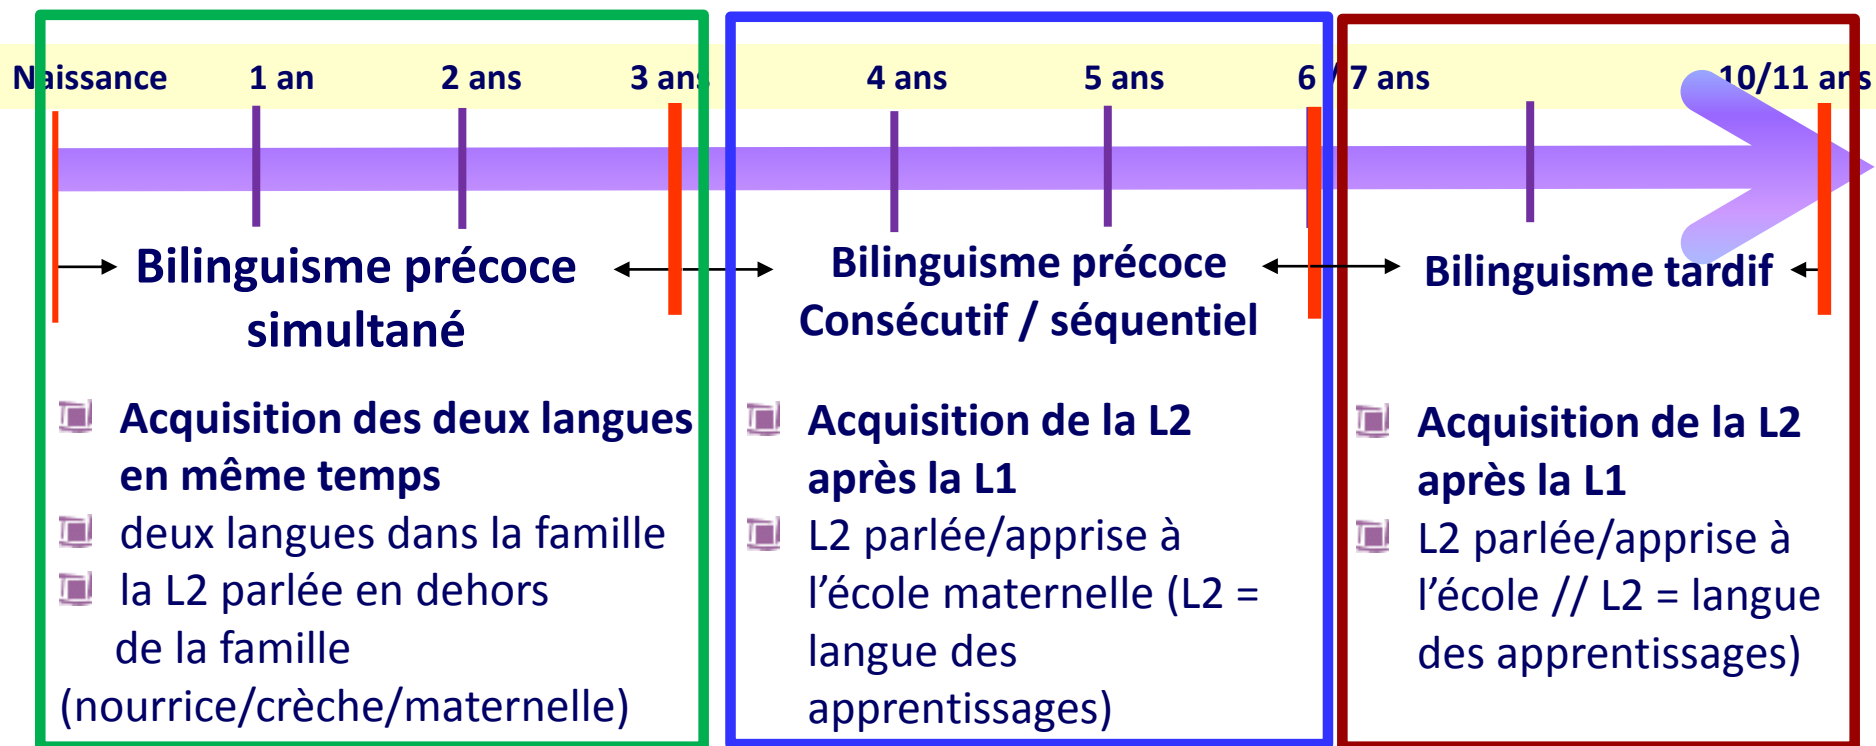 Naissance 1 an 2 ans 3 ans 4 ans 5 ans 6 / 7 ans 10/11 ans
Bilinguisme précoce
simultané
Acquisition des deux langues
en même temps
deux langues dans la famille
la L2 parlée en dehors
de la famille
(nourrice/crèche/maternelle)
Bilinguisme précoce
Consécutif / séquentiel
Acquisition de la L2
après la L1
L2 parlée/apprise à
l’école maternelle (L2 =
langue des
apprentissages)
Bilinguisme tardif
Acquisition de la L2
après la L1
L2 parlée/apprise à
l’école // L2 = langue
des apprentissages)